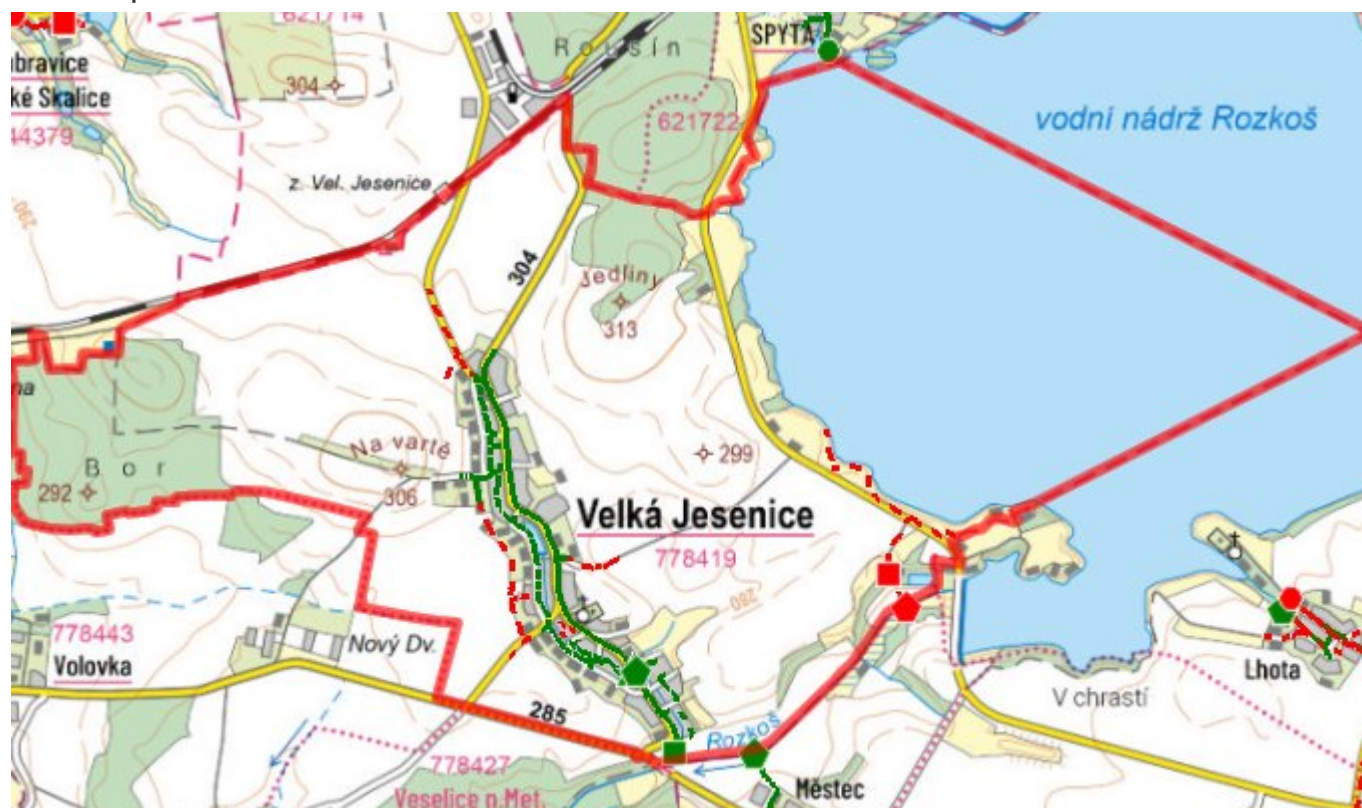 621714
SPYTA
Rousín
bravice
ké Skalice
44379
304
621722
vodní nádrž Rozkoš
z. Vel. Jesenice
290
304
Jedliny
313
na
Na vartě
299
Bor
292
306
Velká Jesenice
778419
280
778443
Volovka
Nový Dv.
Lhota
V chrastí
285
Rozkoš
778427
Městec
Veselice n.Met.